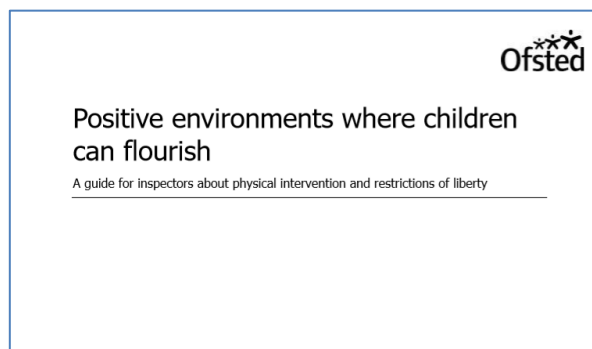 Ofsted
Positive environments where children
can flourish
A guide for inspectors about physical intervention and restrictions of liberty